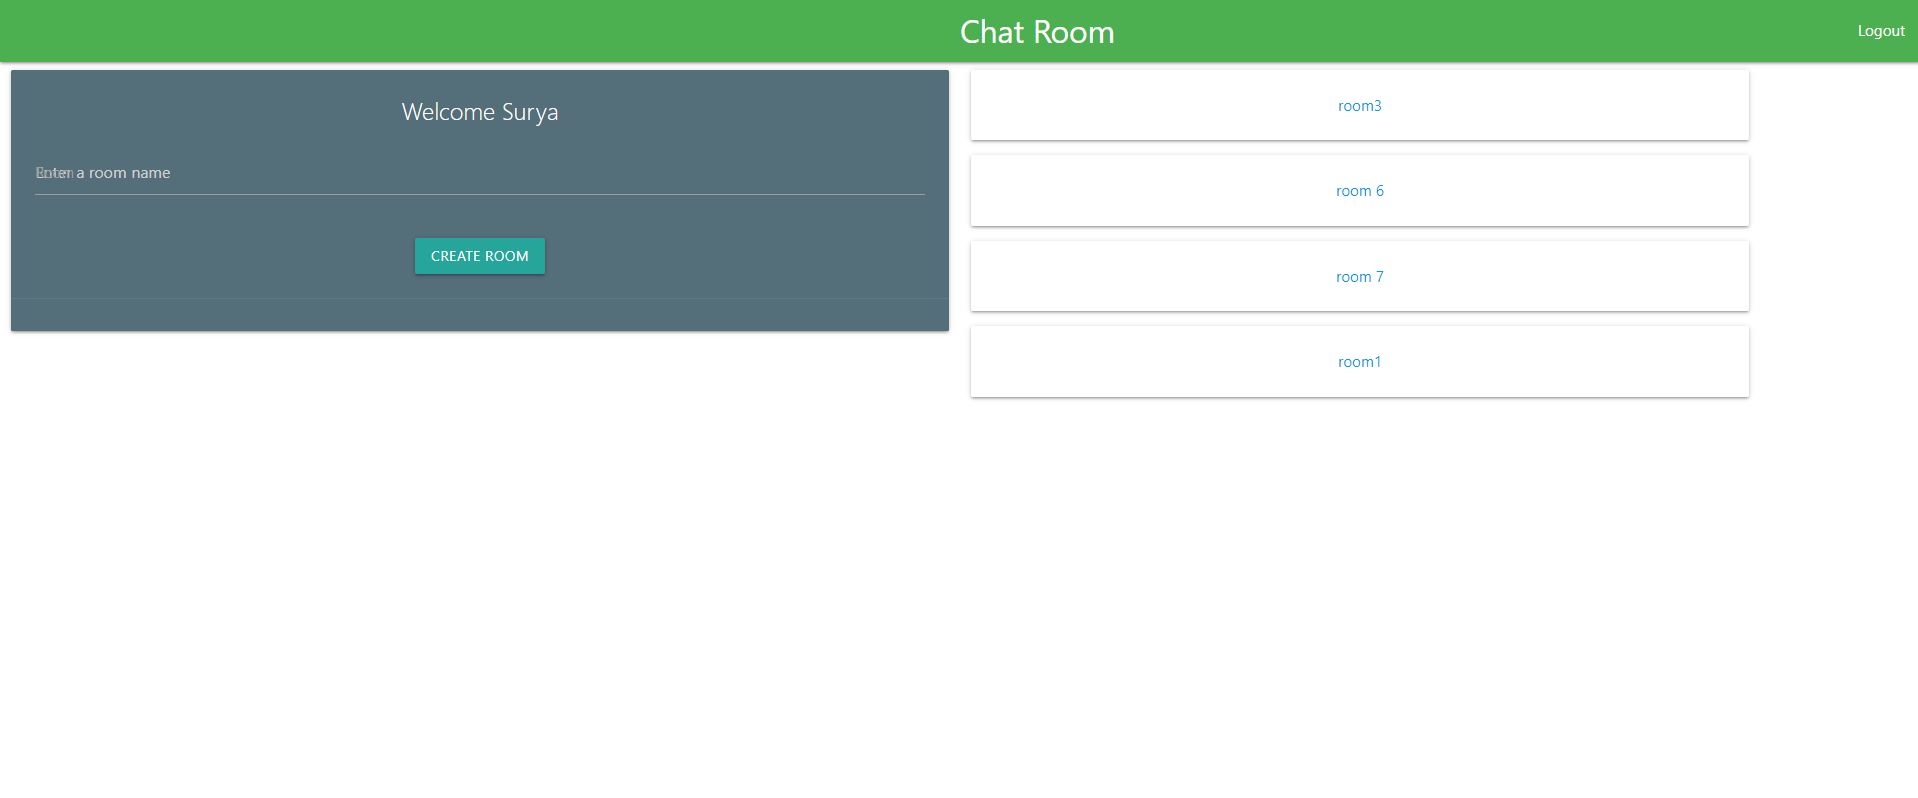 Chat Room
Logout
Welcome Surya
Enter a room name
CREATE ROOM
room3
room 6
room 7
room1